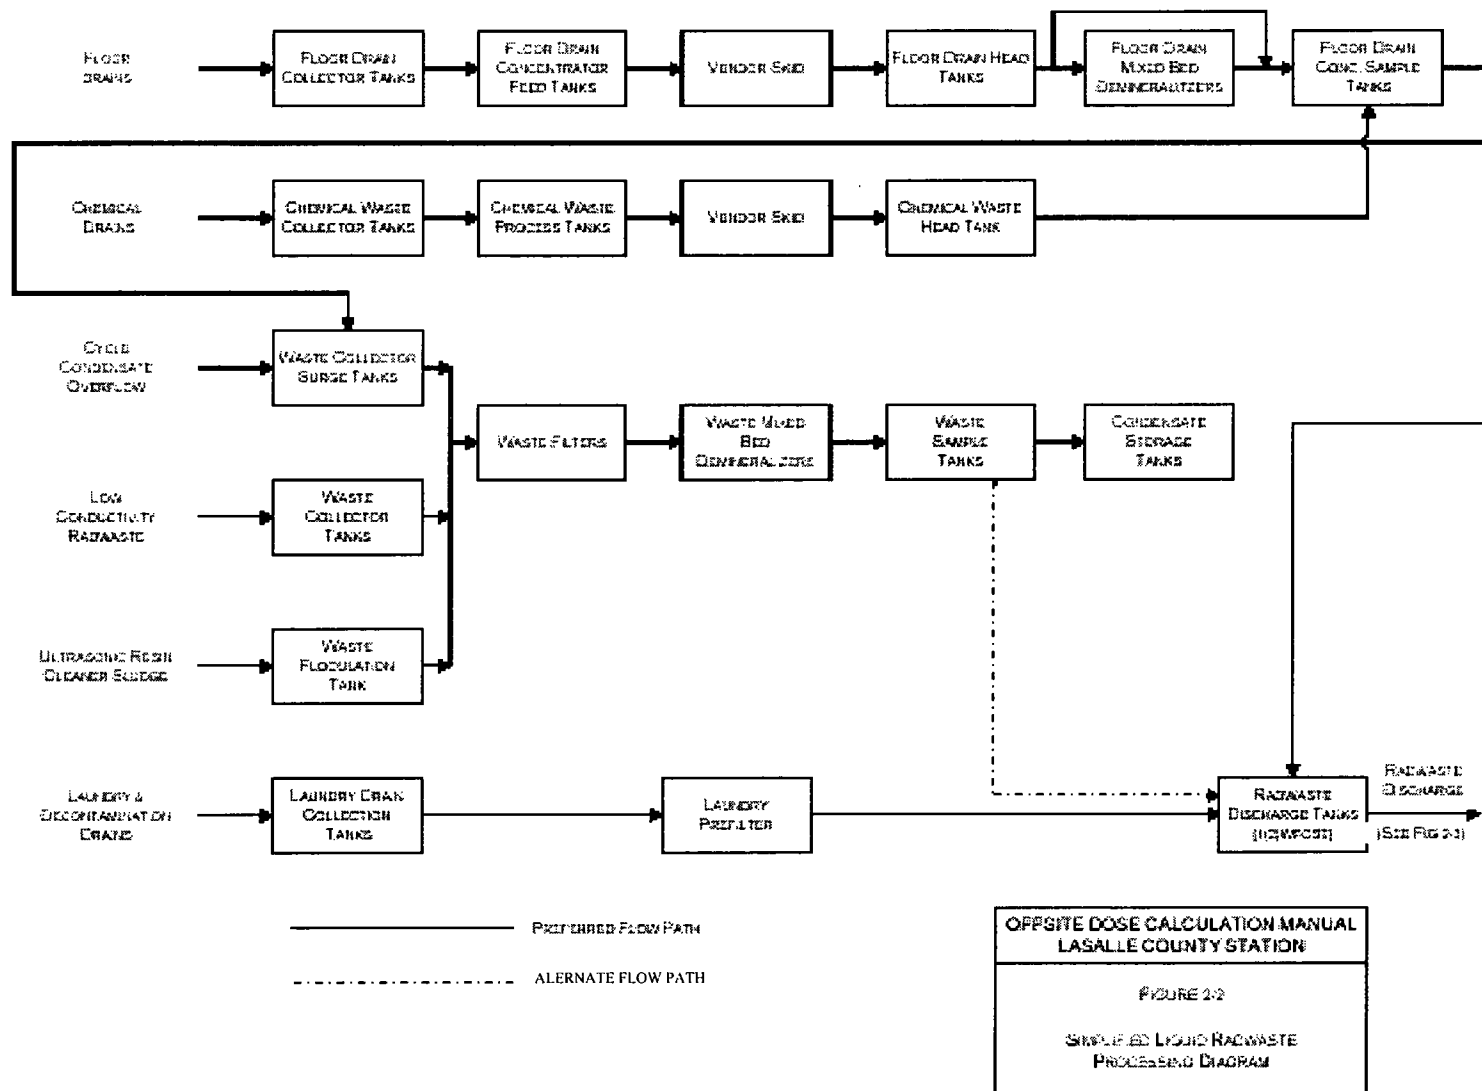 FLOOR
DRAINS
FLOOR DRAIN
COLLECTOR TANKS
FLOOR DRAIN
CONCENTRATOR
FEED TANKS
VENDOR SKID
FLOOR DRAIN HEAD
TANKS
FLOOR DRAIN
MIXED BED
DEMINERALIZERS
FLOOR DRAIN
CONC. SAMPLE
TANKS
CHEMICAL
DRAINS
CHEMICAL WASTE
COLLECTOR TANKS
CHEMICAL WASTE
PROCESS TANKS
VENDOR SKID
CHEMICAL WASTE
HEAD TANK
CYCLE
CONDENSATE
OVERFLOW
WASTE COLLECTOR
SURGE TANKS
WASTE FILTERS
WASTE MIXED
BED
DEMINERALIZERS
WASTE
SAMPLE
TANKS
CONDENSATE
STORAGE
TANKS
LOW
CONDUCTIVITY
RADWASTE
WASTE
COLLECTOR
TANKS
ULTRASONIC RESIN
CLEANER SLUDGE
WASTE
FLOCULATION
TANK
LAUNDRY &
DECONTAMINATION
DRAINS
LAUNDRY DRAIN
COLLECTION
TANKS
LAUNDRY
PREFILTER
RADWASTE
DISCHARGE TANKS
RADWASTE
DISCHARGE
(SEE FIG 2-3)
PREFERRED FLOW PATH
ALERNATE FLOW PATH
OFFSITE DOSE CALCULATION MANUAL
LASALLE COUNTY STATION
FIGURE 2-2
SIMPLIFIED LIQUID RADWASTE
PROCESSING DIAGRAM